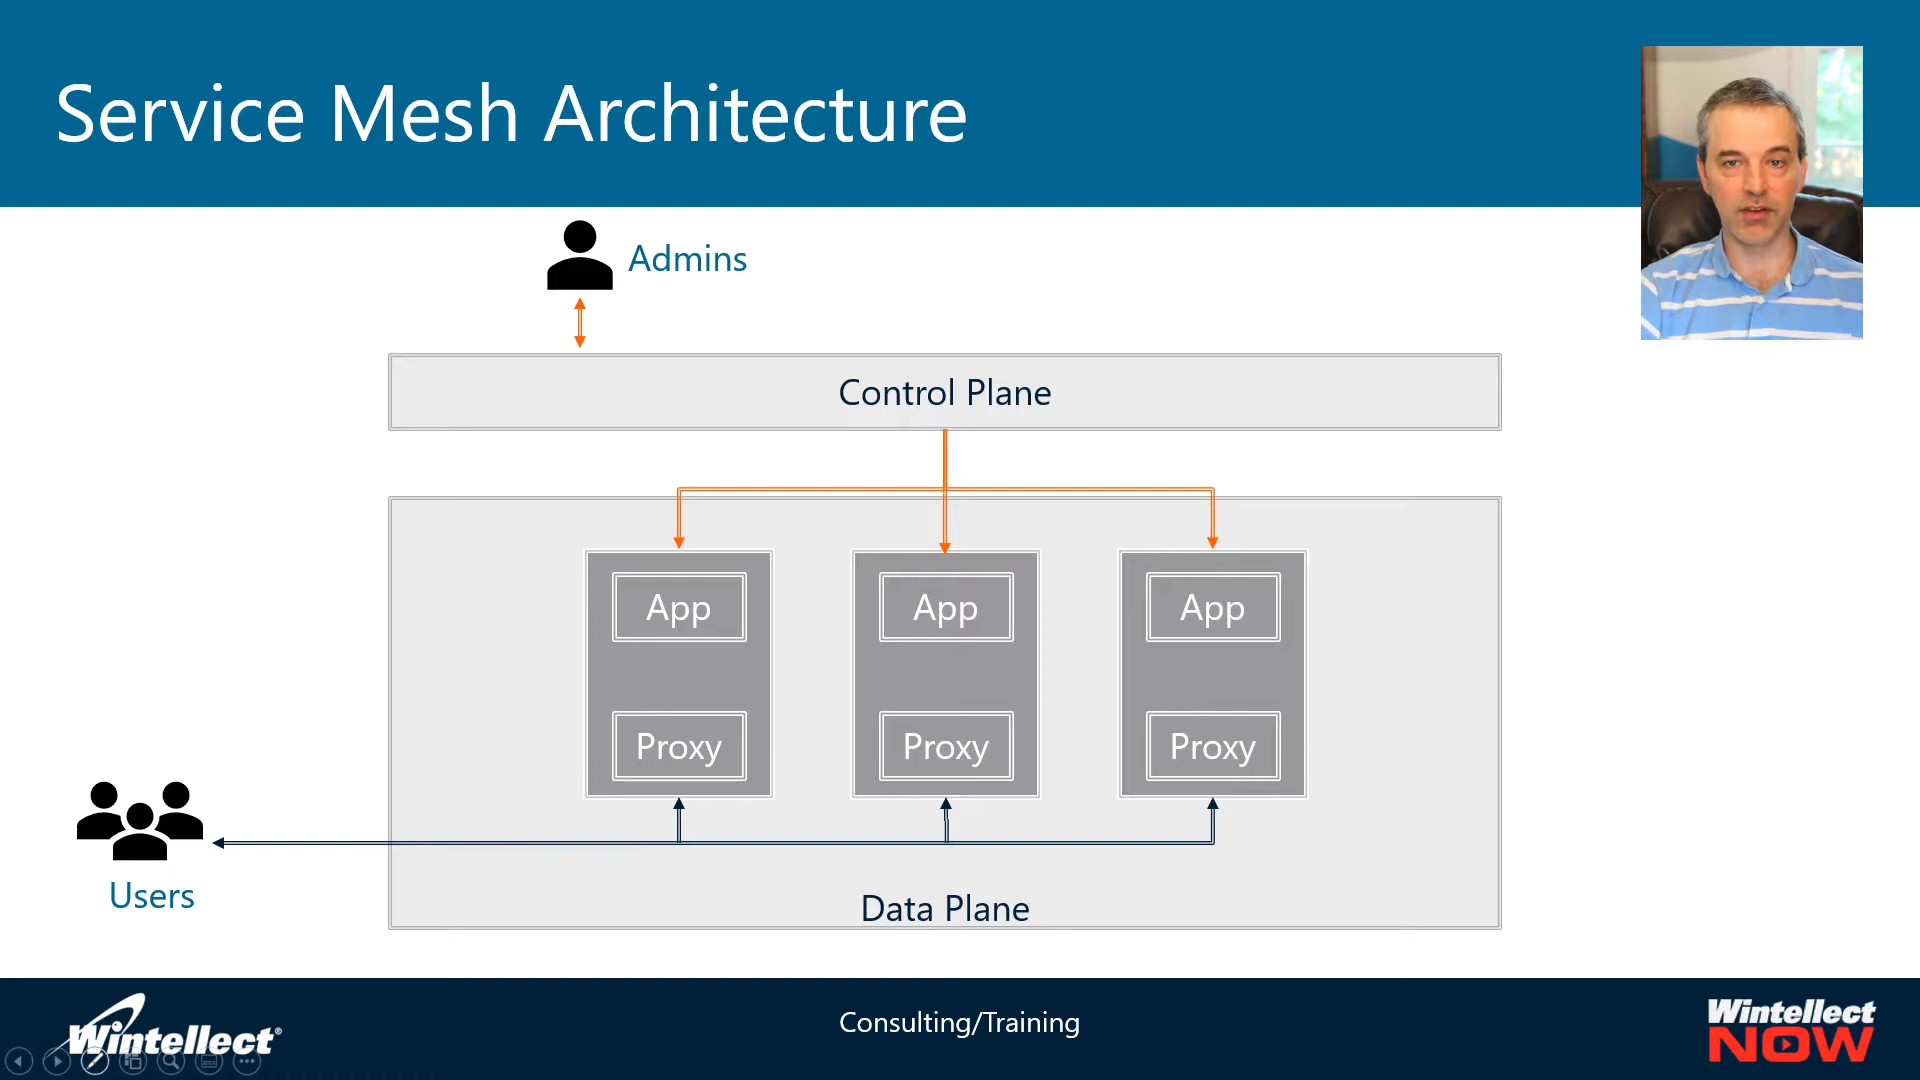 Service Mesh Architecture
Admins
Control Plane
App
App
App
Proxy
Proxy
Proxy
Users
Data Plane
Wintellect®
Consulting/Training
Wintellect
NOW